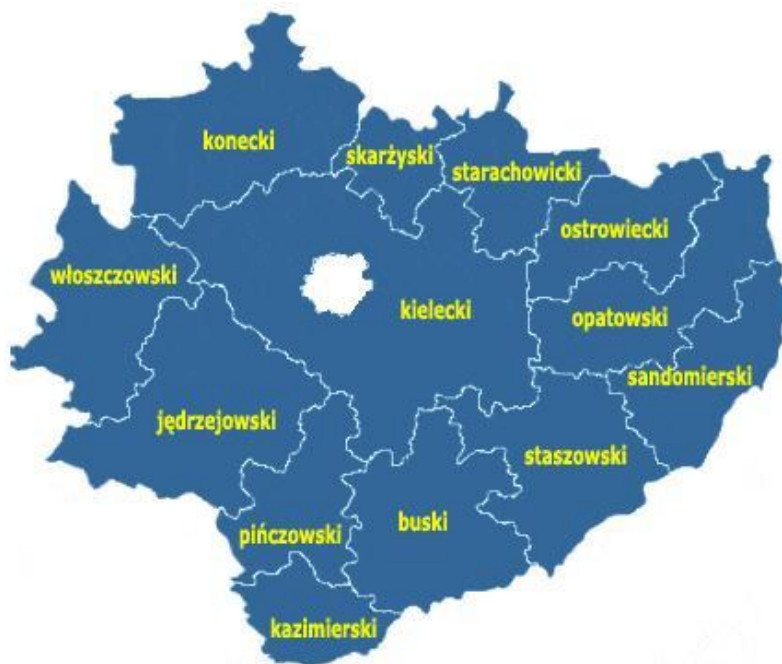 konecki
skarżyski
starachowicki
ostrowiecki
włoszczowski
kielecki
opatowski
sandomierski
jędrzejowski
staszowski
pińczowski
buski
kazimierski